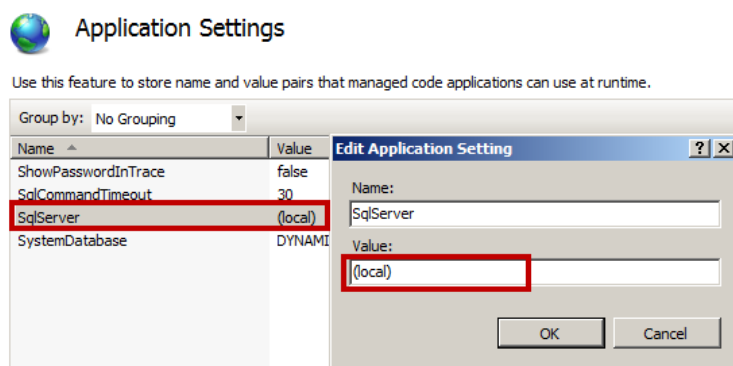 Application Settings
Use this feature to store name and value pairs that managed code applications can use at runtime.
Group by: No Grouping
Name Value
ShowPasswordInTrace false
SqlCommandTimeout 30
SqlServer (local)
SystemDatabase DYNAMI
Edit Application Setting ? x
Name:
SqlServer
Value:
(local)
OK Cancel